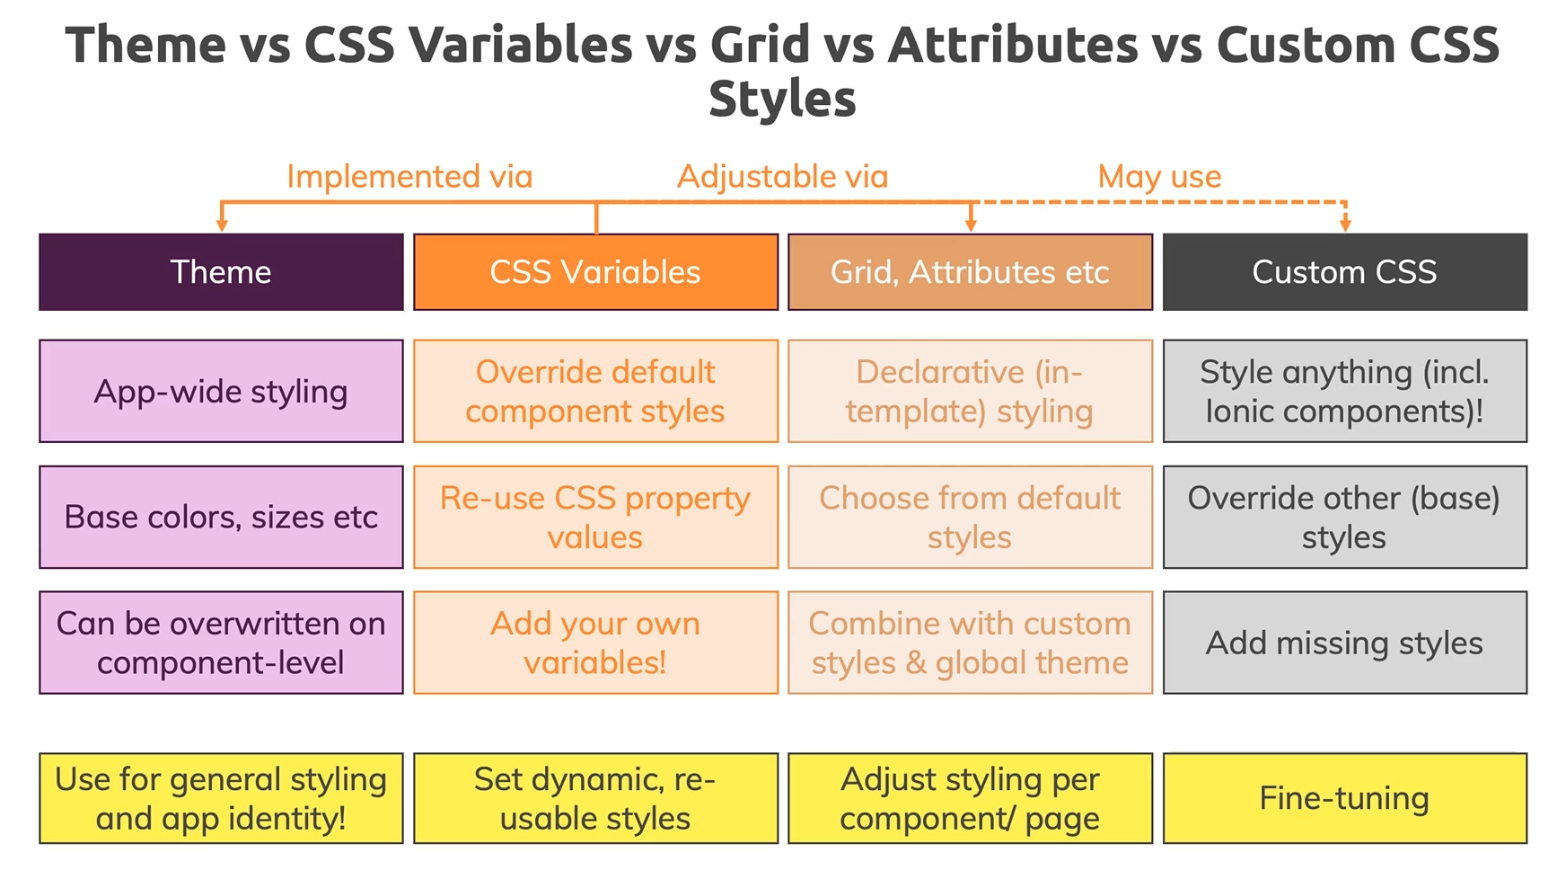 Theme vs CSS Variables vs Grid vs Attributes vs Custom CSS
Styles
Implemented via
Adjustable via
May use
Theme
CSS Variables
Grid, Attributes etc
Custom CSS
App-wide styling
Override default
component styles
Declarative (in-
template) styling
Style anything (incl.
Ionic components)!
Base colors, sizes etc
Re-use CSS property
values
Choose from default
styles
Override other (base)
styles
Can be overwritten on
component-level
Add your own
variables!
Combine with custom
styles & global theme
Add missing styles
Use for general styling
and app identity!
Set dynamic, re-
usable styles
Adjust styling per
component/ page
Fine-tuning